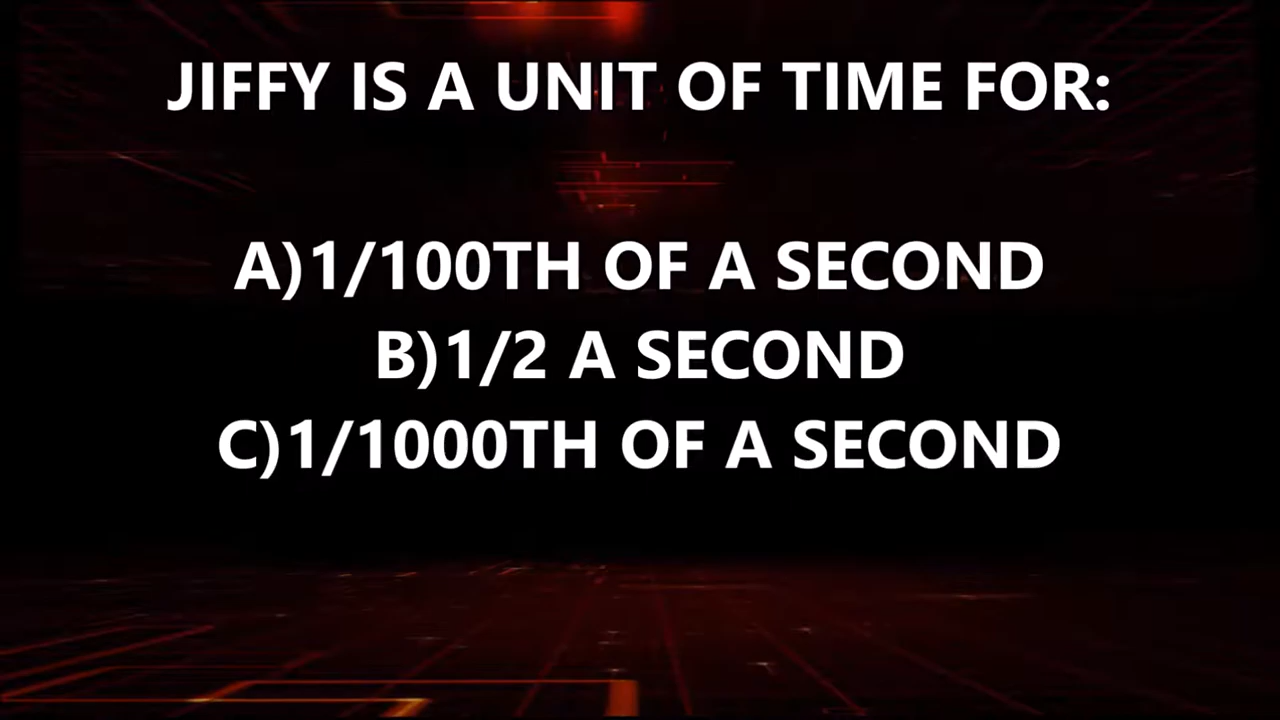 JIFFY IS A UNIT OF TIME FOR:
A)1/100TH OF A SECOND
B)1/2 A SECOND
C)1/1000TH OF A SECOND